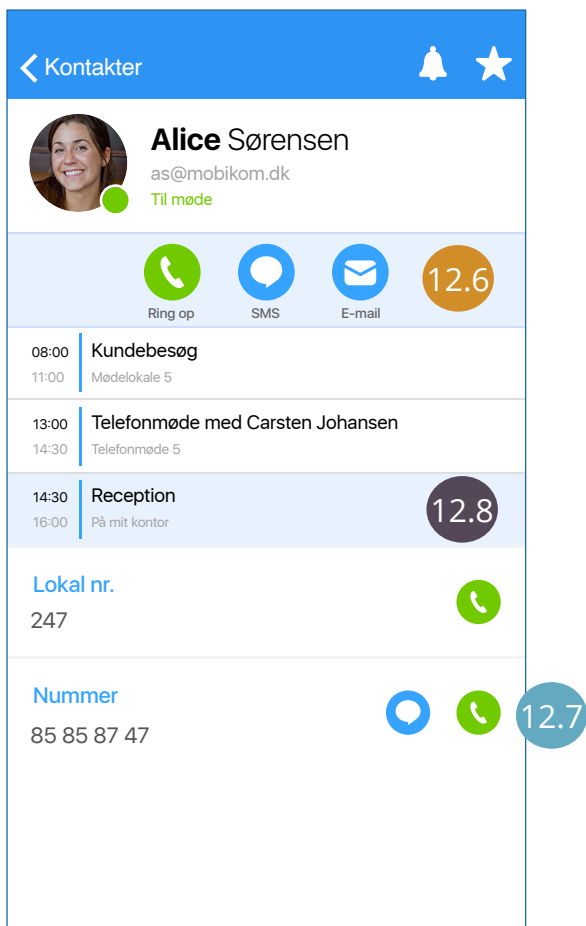 Kontakter
Alice Sørensen
as@mobikom.dk
Til møde
Ring op
SMS
E-mail
12.6
08:00 Kundebesøg
11:00 Mødelokale 5
13:00 Telefonmøde med Carsten Johansen
14:30 Telefonmøde 5
14:30 Reception
16:00 På mit kontor
12.8
Lokal nr.
247
Nummer
85 85 87 47
12.7